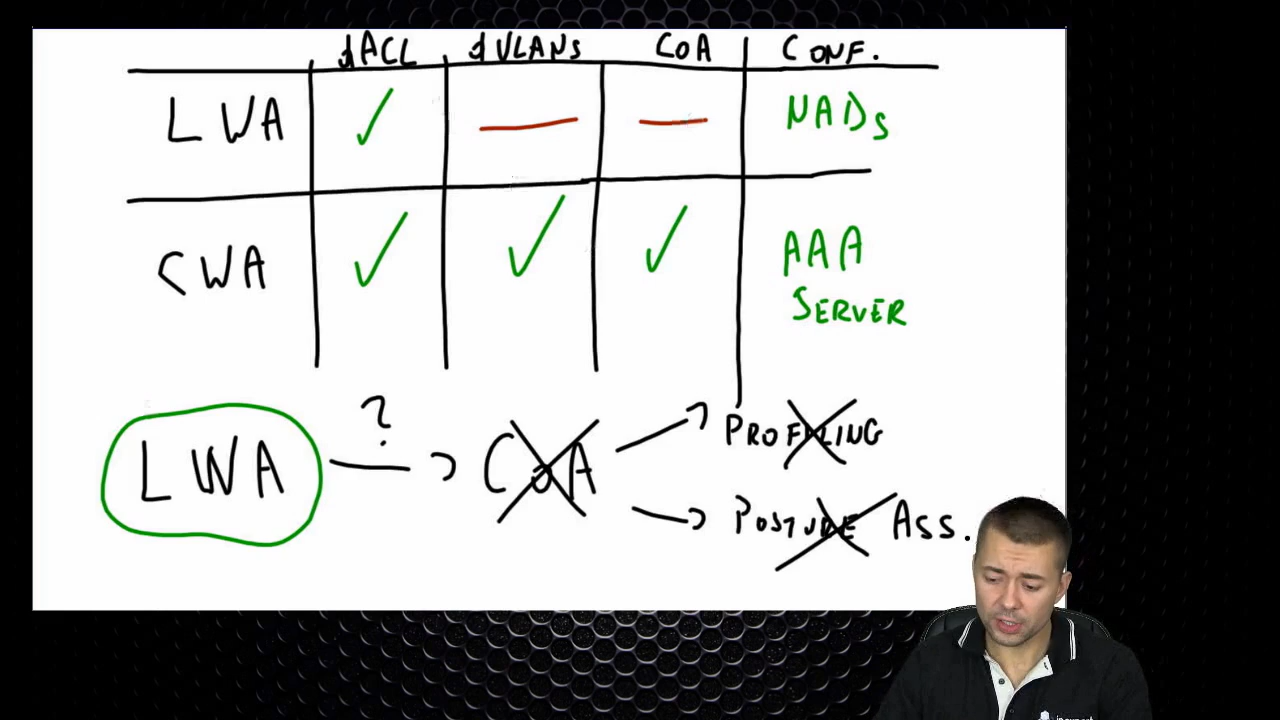 dACL dVLANs CoA CONF.
LWA ✓ — — NADs
CWA ✓ ✓ ✓ AAA
SERVER
LWA ? → CoA → PROFILING
→ POSTURE ASS.